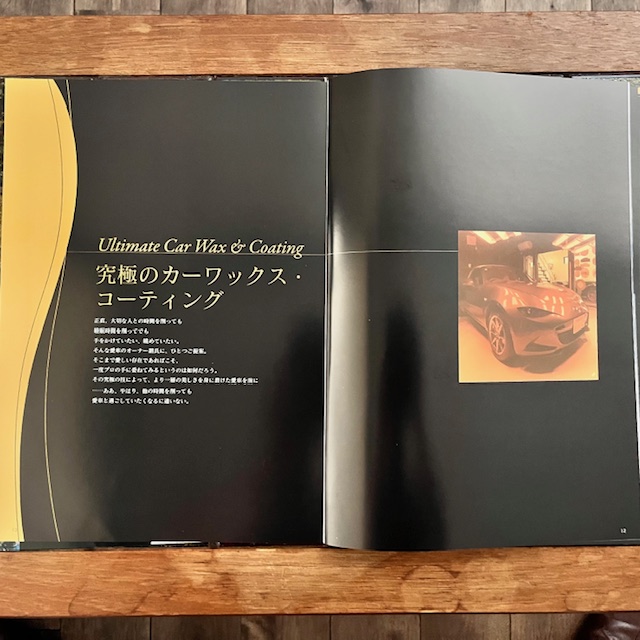 Ultimate Car Wax & Coating
究極のカーワックス・
コーティング
正直、大切な人との時間を割っても
睡眠時間を割ってでも
手をかけていたい、眺めていたい。
そんな愛車のオーナー諸氏に、ひとつご提案。
そこまで愛しい存在であればこそ、
一度プロの手に委ねてみるというのは如何だろう。
その究極の技によって、より一層の美しさを身に着けた愛車を前に
――ああ、やはり、他の時間を割っても
愛車と過ごしていたくなるに違いない。
12